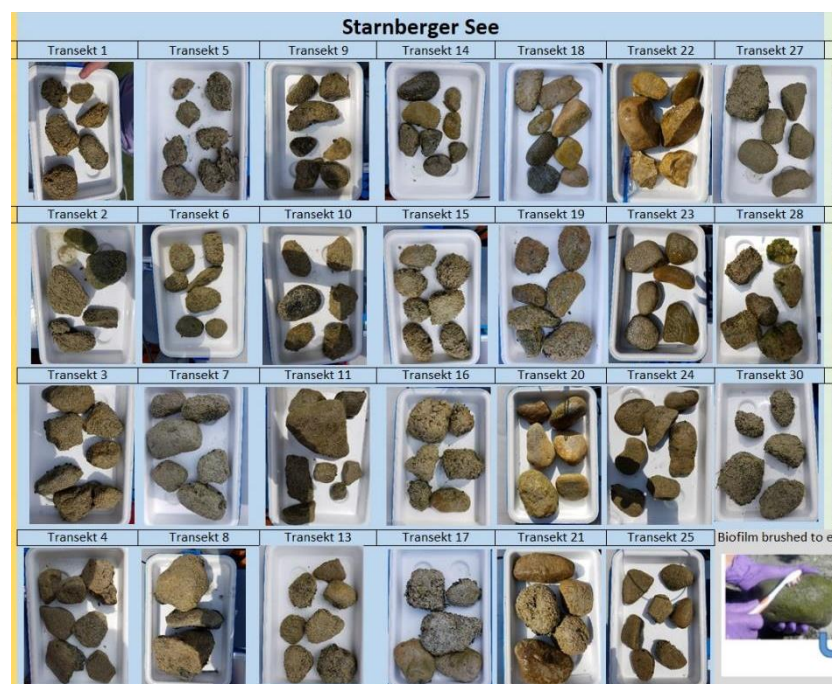 Starnberger See
Transekt 1 Transekt 5 Transekt 9 Transekt 14 Transekt 18 Transekt 22 Transekt 27
Transekt 2 Transekt 6 Transekt 10 Transekt 15 Transekt 19 Transekt 23 Transekt 28
Transekt 3 Transekt 7 Transekt 11 Transekt 16 Transekt 20 Transekt 24 Transekt 30
Transekt 4 Transekt 8 Transekt 13 Transekt 17 Transekt 21 Transekt 25
Biofilm brushed to e